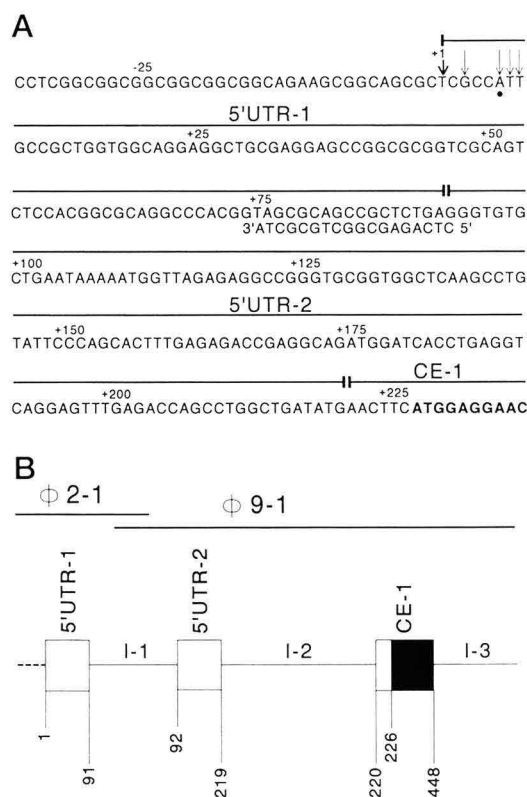 A
-25
+1
CCTCGGCGGCGGCGGCGGCGGCAGAAGCGGCAGCGCTCGCCATT
5'UTR-1
+25
+50
GCCGCTGGTGGCAGGAGGCTGCGAGGAGCCGGCGCGGTCGCAGT
+75
CTCCACGGCGCAGGCCCACGGTAGCGCAGCCGCTCTGAGGGTGTG
3'ATCGCGTCGGCGAGACTC 5'
+100
+125
CTGAATAAAAATGGTTAGAGAGGCCGGGTGCGGTGGCTCAAGCCTG
5'UTR-2
+150
+175
TATTCCCAGCACTTTGAGAGACCGAGGCAGATGGATCACCTGAGGT
CE-1
+200
+225
CAGGAGTTTGAGACCAGCCTGGCTGATATGAACTTCATGGAGGAAC
B
Φ 2-1
Φ 9-1
5'UTR-1
5'UTR-2
CE-1
I-1
I-2
I-3
1
91
92
219
220
226
448